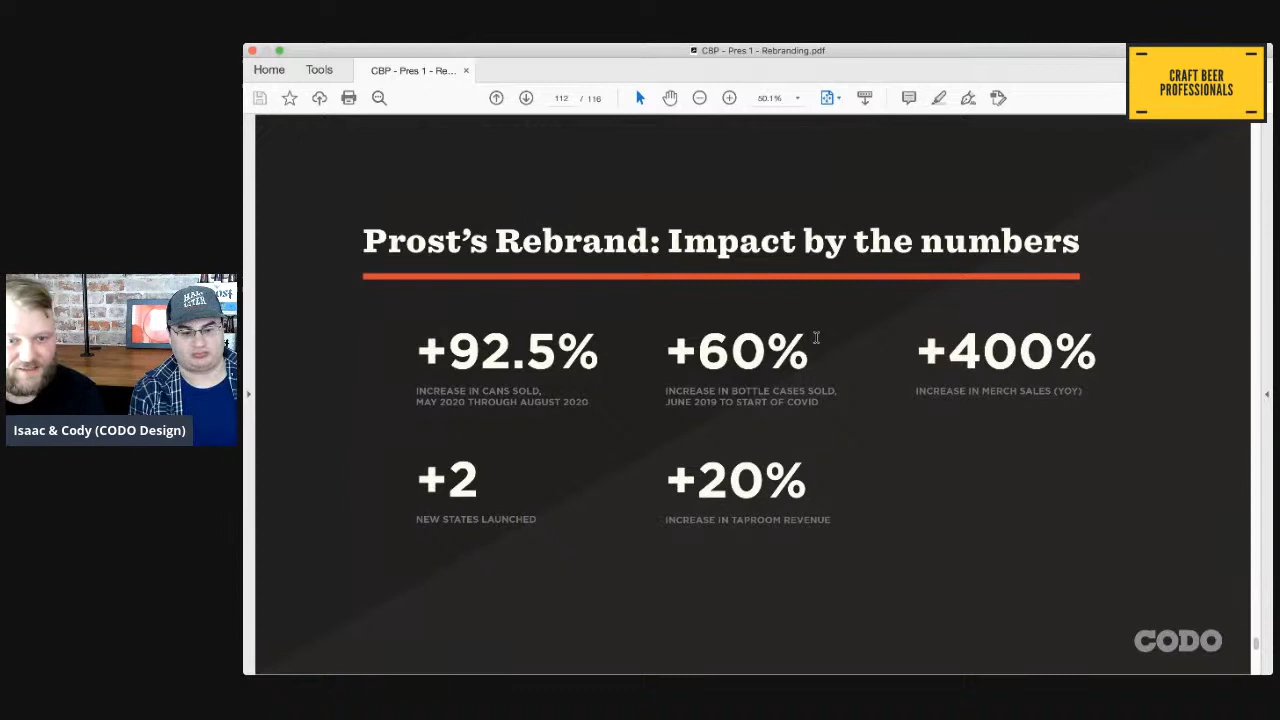 CBP - Pres 1 - Rebranding.pdf
Home Tools CBP - Pres 1 - Re... ×
112 / 116 50.1%
CRAFT BEER
PROFESSIONALS
Prost's Rebrand: Impact by the numbers
+92.5%
INCREASE IN CANS SOLD,
MAY 2020 THROUGH AUGUST 2020
+60%
INCREASE IN BOTTLE CASES SOLD,
JUNE 2019 TO START OF COVID
+400%
INCREASE IN MERCH SALES (YOY)
+2
NEW STATES LAUNCHED
+20%
INCREASE IN TAPROOM REVENUE
Isaac & Cody (CODO Design)
CODO